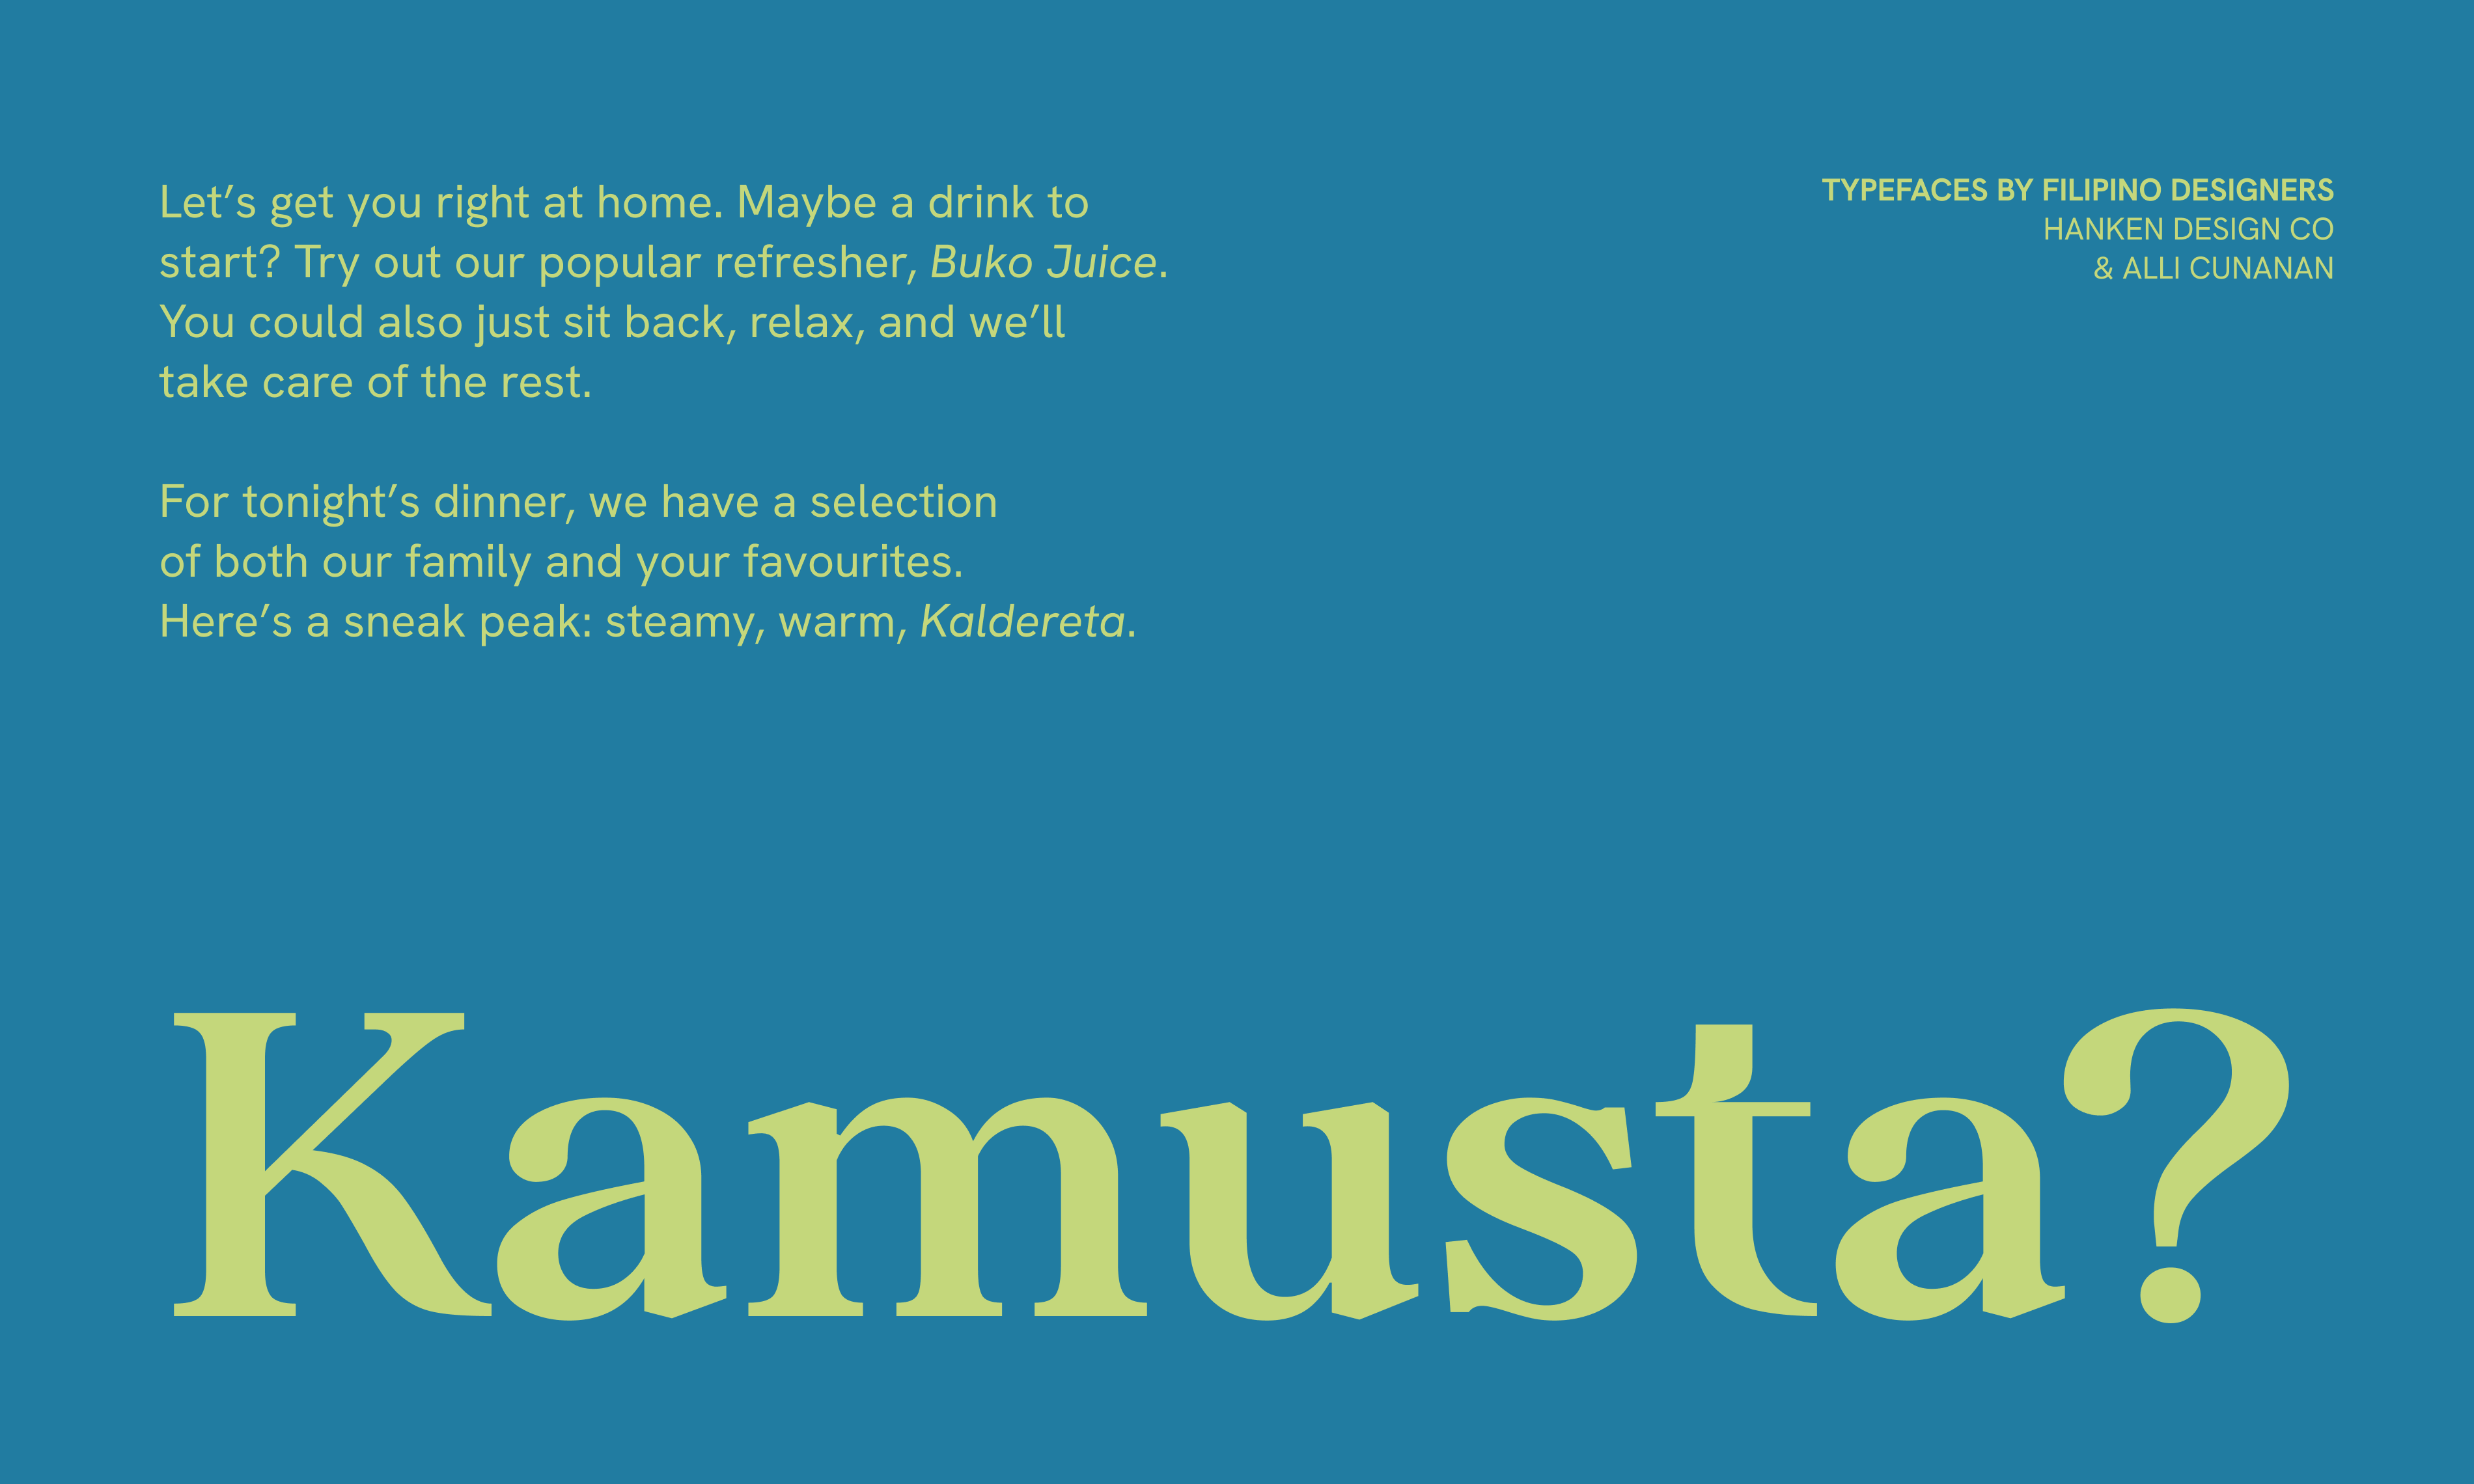 Let’s get you right at home. Maybe a drink to
start? Try out our popular refresher, Buko Juice.
You could also just sit back, relax, and we’ll
take care of the rest.
For tonight’s dinner, we have a selection
of both our family and your favourites.
Here’s a sneak peak: steamy, warm, Kaldereta.
TYPEFACES BY FILIPINO DESIGNERS
HANKEN DESIGN CO
& ALLI CUNANAN
Kamusta?